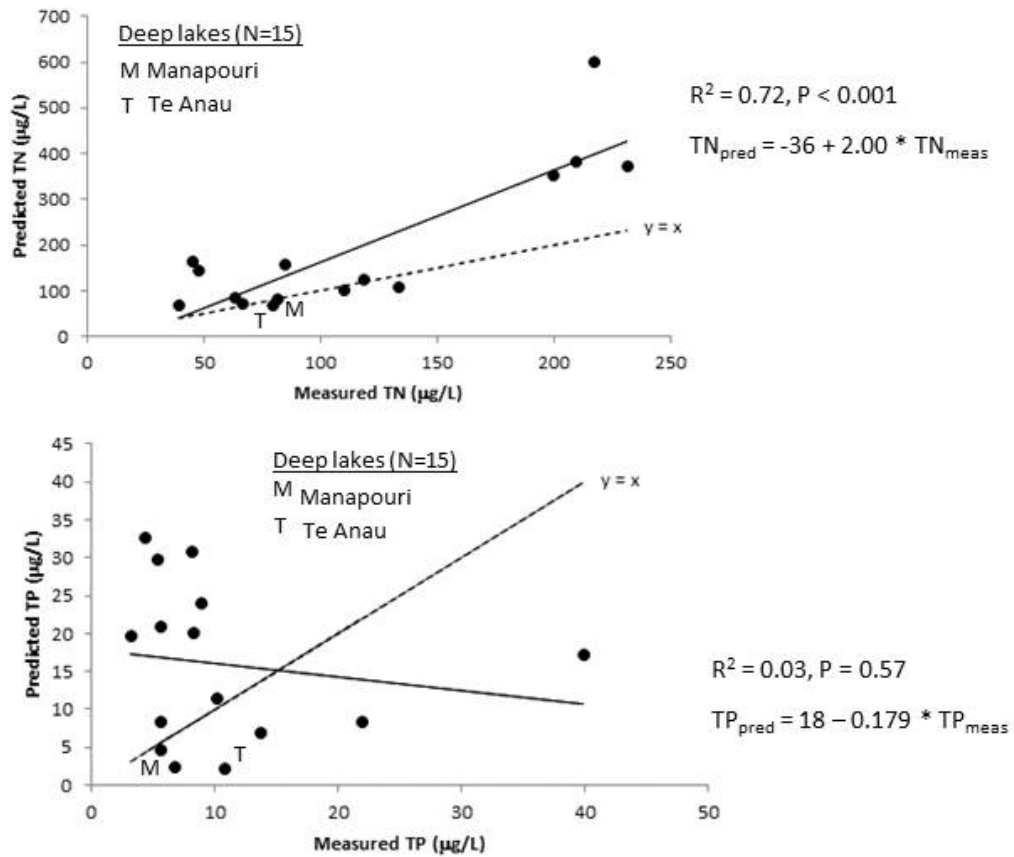 700
600
500
400
300
200
100
0
Predicted TN (µg/L)
Deep lakes (N=15)
M Manapouri
T Te Anau
R² = 0.72, P < 0.001
TNpred = -36 + 2.00 * TNmeas
y = x
M
T
0 50 100 150 200 250
Measured TN (µg/L)
45
40
35
30
25
20
15
10
5
0
Predicted TP (µg/L)
Deep lakes (N=15)
M Manapouri
T Te Anau
y = x
R² = 0.03, P = 0.57
TPpred = 18 – 0.179 * TPmeas
T
M
0 10 20 30 40 50
Measured TP (µg/L)